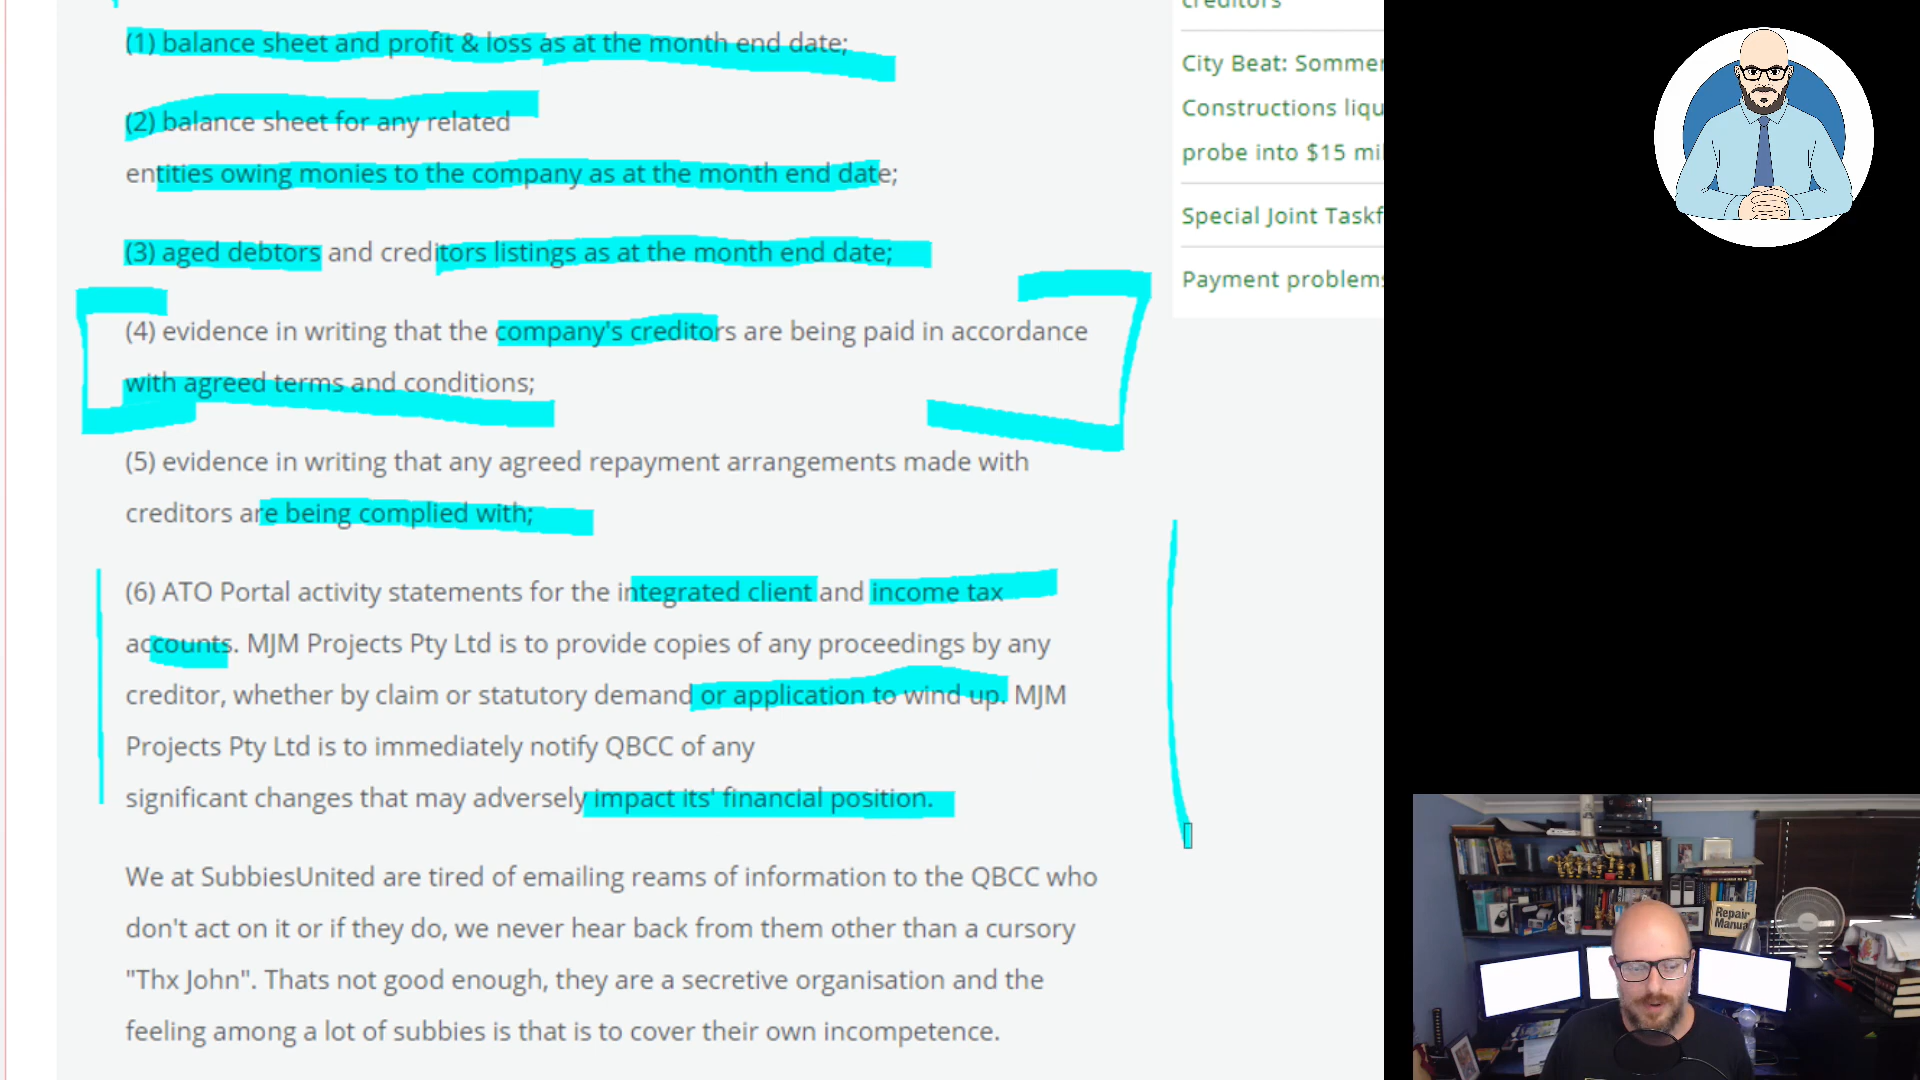 creditors
(1) balance sheet and profit & loss as at the month end date;
City Beat: Sommer
Constructions liqu
probe into $15 mi
(2) balance sheet for any related
entities owing monies to the company as at the month end date;
Special Joint Taskf
(3) aged debtors and creditors listings as at the month end date;
Payment problems
(4) evidence in writing that the company's creditors are being paid in accordance
with agreed terms and conditions;
(5) evidence in writing that any agreed repayment arrangements made with
creditors are being complied with;
(6) ATO Portal activity statements for the integrated client and income tax
accounts. MJM Projects Pty Ltd is to provide copies of any proceedings by any
creditor, whether by claim or statutory demand or application to wind up. MJM
Projects Pty Ltd is to immediately notify QBCC of any
significant changes that may adversely impact its' financial position.
We at SubbiesUnited are tired of emailing reams of information to the QBCC who
don't act on it or if they do, we never hear back from them other than a cursory
"Thx John". Thats not good enough, they are a secretive organisation and the
feeling among a lot of subbies is that is to cover their own incompetence.
Repair
Manua